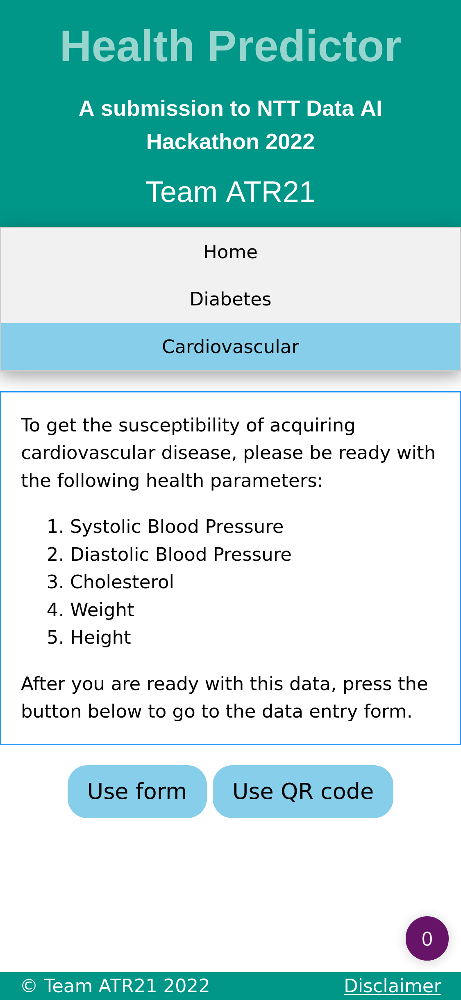 Health Predictor
A submission to NTT Data AI
Hackathon 2022
Team ATR21
Home
Diabetes
Cardiovascular
To get the susceptibility of acquiring
cardiovascular disease, please be ready with
the following health parameters:
1. Systolic Blood Pressure
2. Diastolic Blood Pressure
3. Cholesterol
4. Weight
5. Height
After you are ready with this data, press the
button below to go to the data entry form.
Use form
Use QR code
0
© Team ATR21 2022
Disclaimer